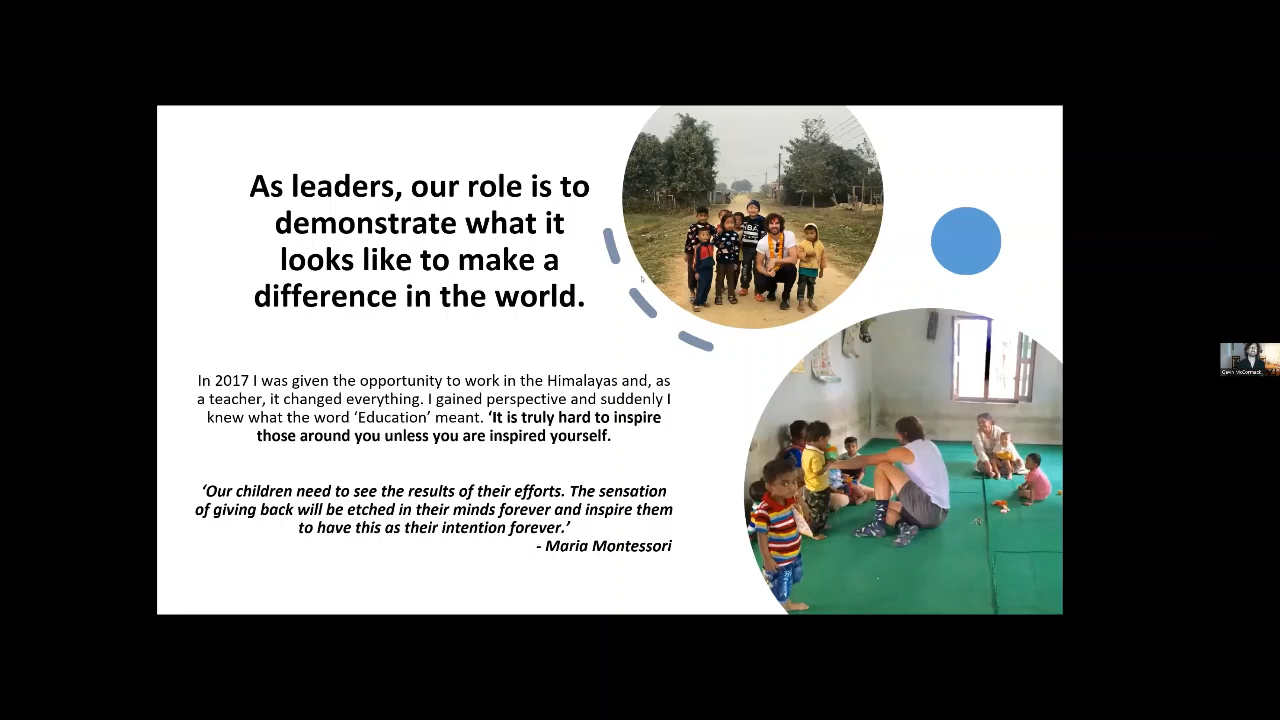 As leaders, our role is to
demonstrate what it
looks like to make a
difference in the world.
In 2017 I was given the opportunity to work in the Himalayas and, as
a teacher, it changed everything. I gained perspective and suddenly I
knew what the word ‘Education’ meant. ‘It is truly hard to inspire
those around you unless you are inspired yourself.
‘Our children need to see the results of their efforts. The sensation
of giving back will be etched in their minds forever and inspire them
to have this as their intention forever.’
- Maria Montessori
Gavin McCormack